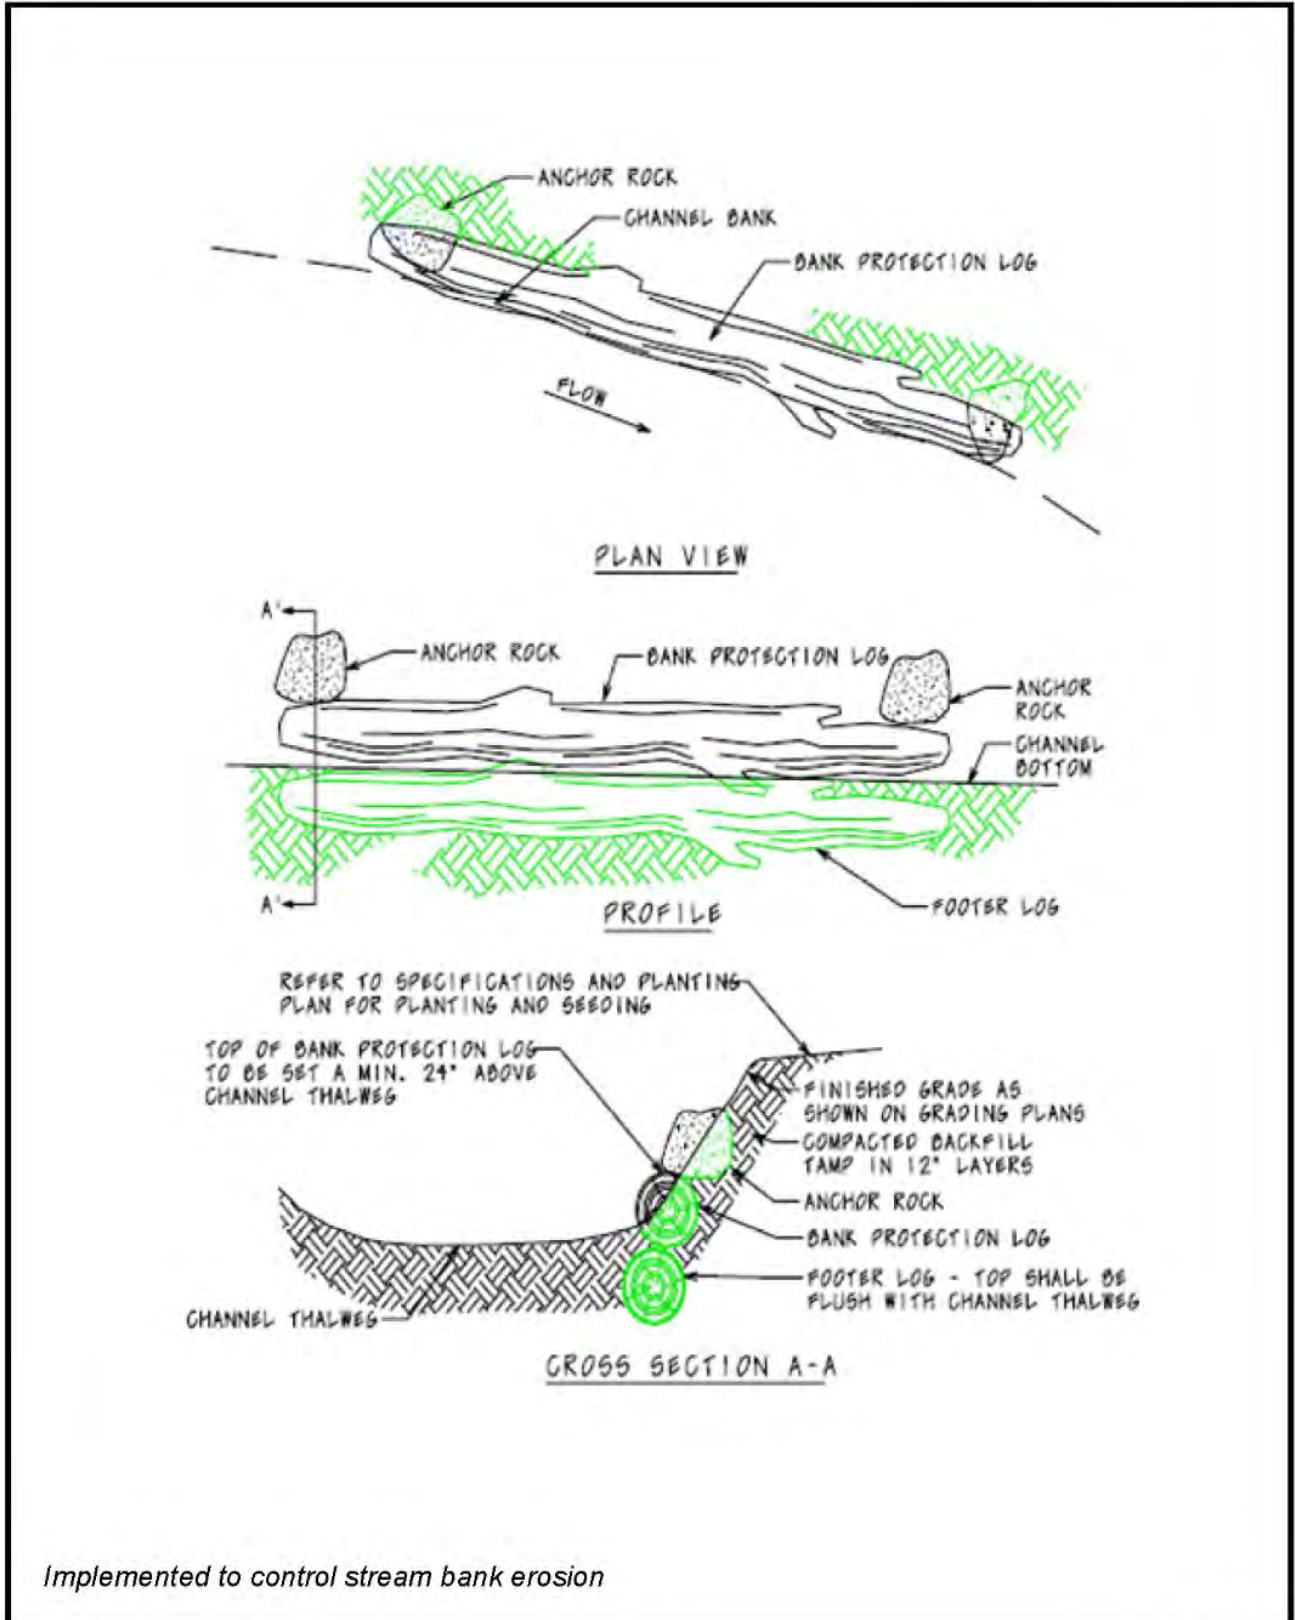 ANCHOR ROCK
CHANNEL BANK
BANK PROTECTION LOG
FLOW
PLAN VIEW
A'
ANCHOR ROCK
BANK PROTECTION LOG
ANCHOR
ROCK
CHANNEL
BOTTOM
A'
FOOTER LOG
PROFILE
REFER TO SPECIFICATIONS AND PLANTING
PLAN FOR PLANTING AND SEEDING
TOP OF BANK PROTECTION LOG
TO BE SET A MIN. 24" ABOVE
CHANNEL THALWEG
FINISHED GRADE AS
SHOWN ON GRADING PLANS
COMPACTED BACKFILL
TAMP IN 12" LAYERS
ANCHOR ROCK
BANK PROTECTION LOG
FOOTER LOG - TOP SHALL BE
FLUSH WITH CHANNEL THALWEG
CHANNEL THALWEG
CROSS SECTION A-A
Implemented to control stream bank erosion